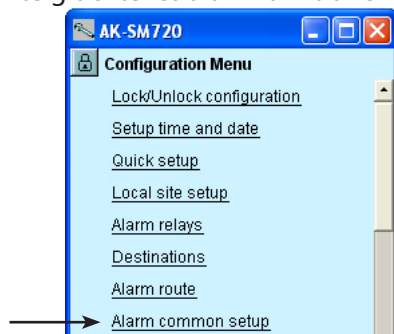 AK-SM720
Configuration Menu
Lock/Unlock configuration
Setup time and date
Quick setup
Local site setup
Alarm relays
Destinations
Alarm route
Alarm common setup